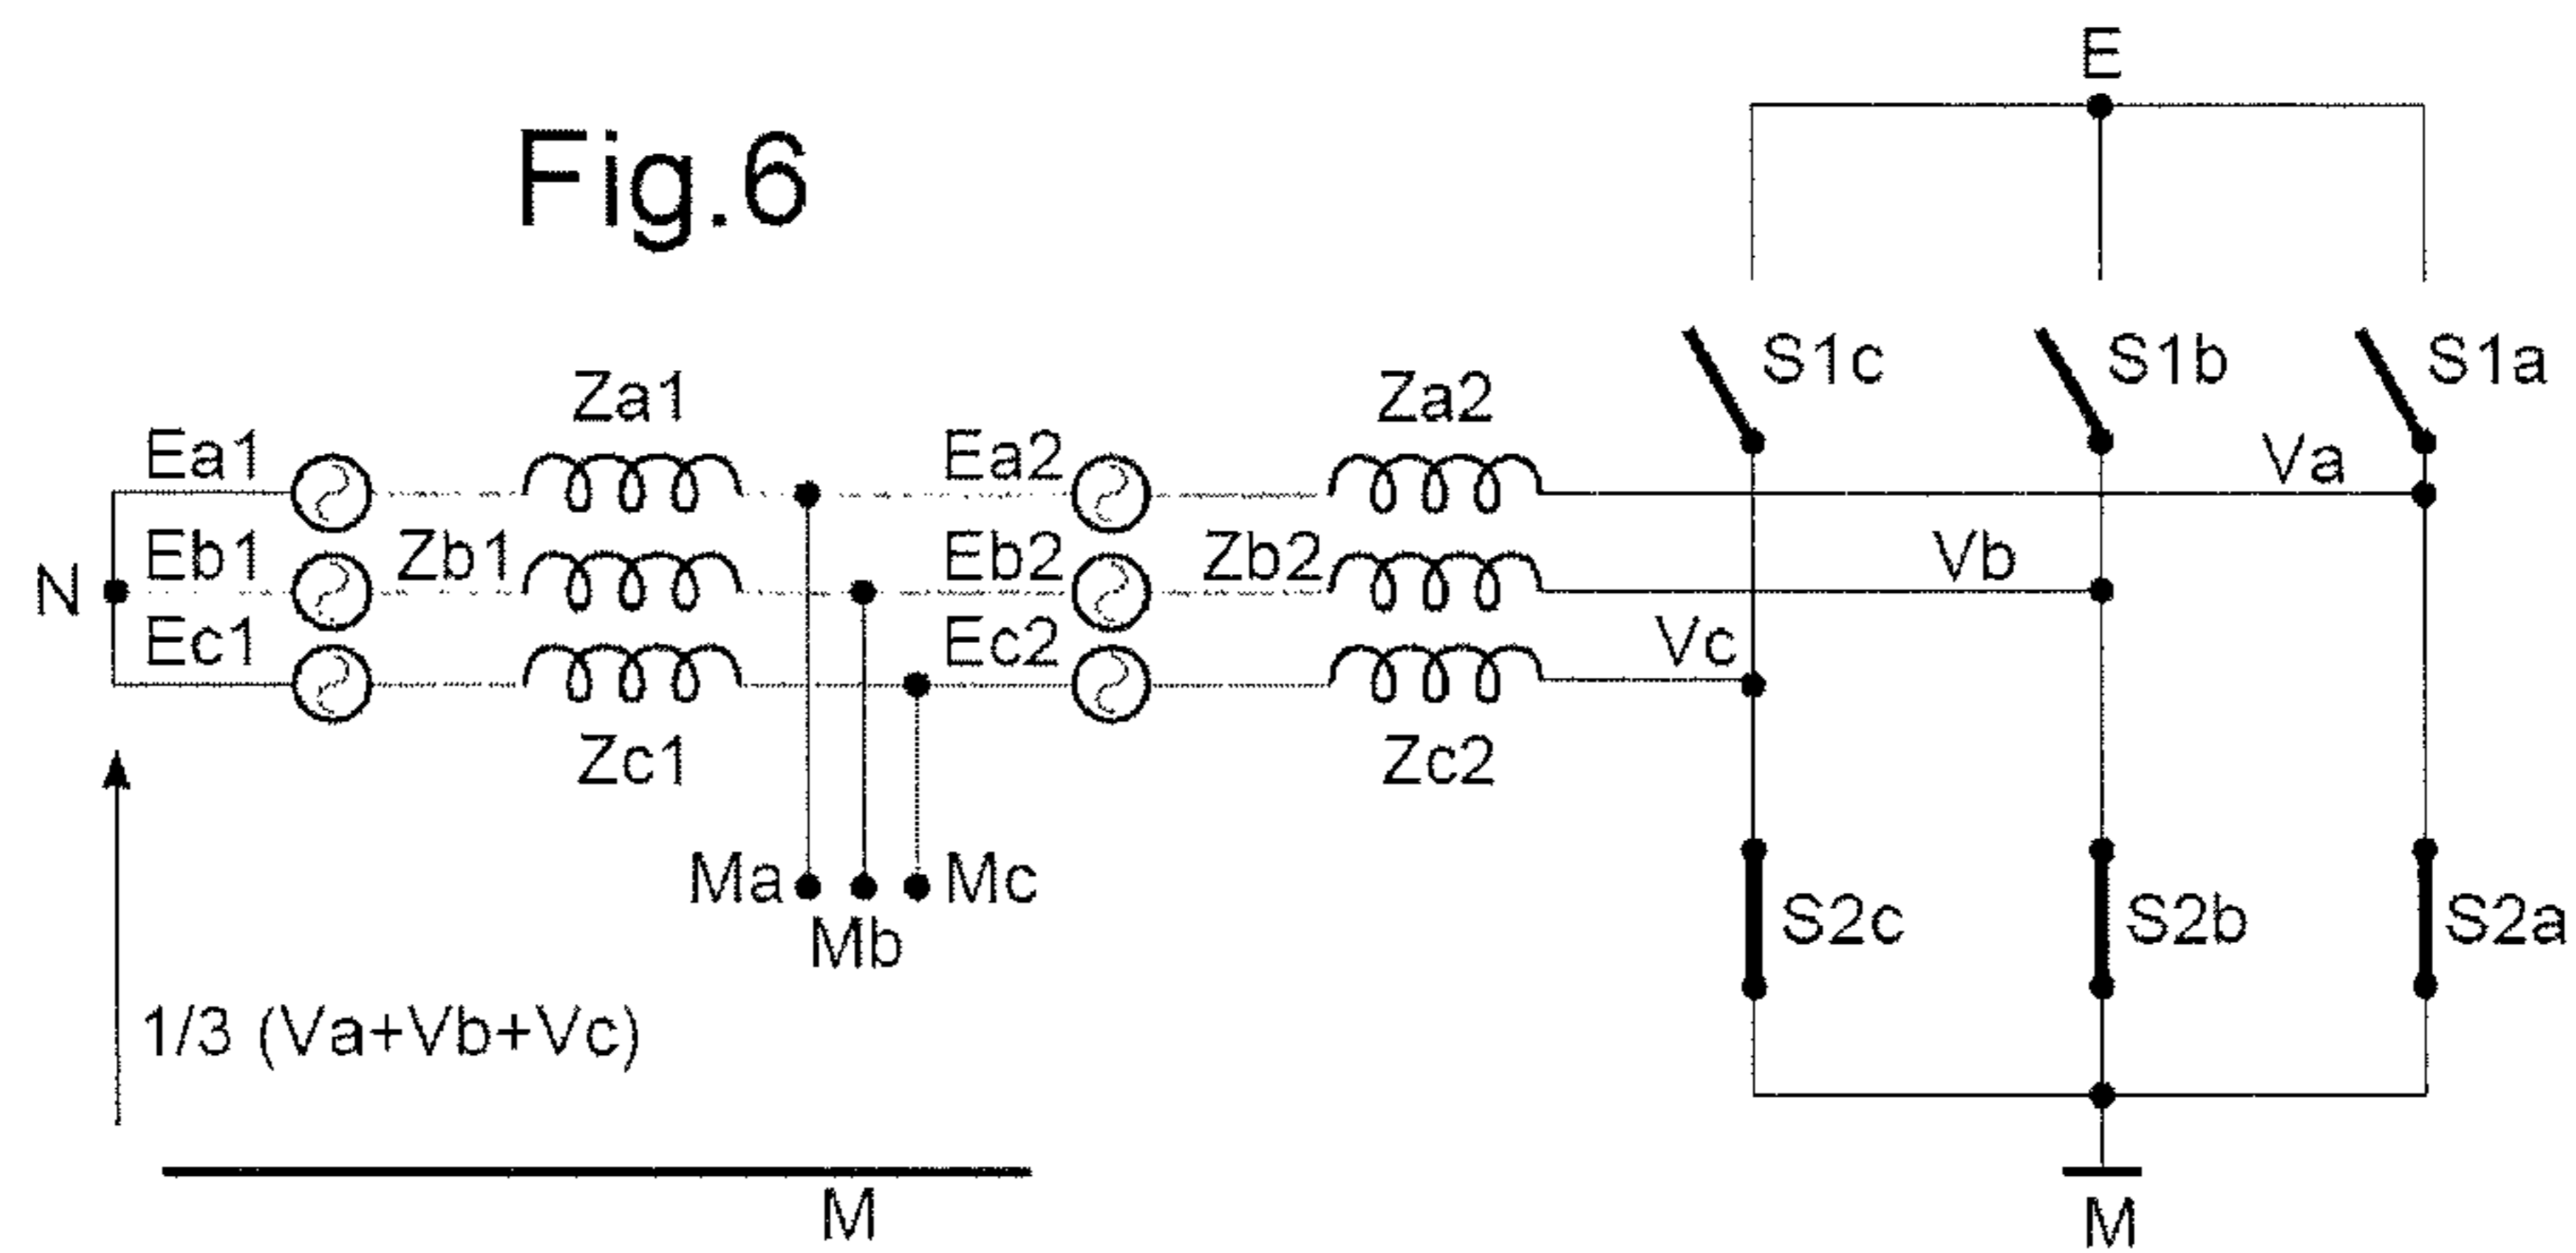 E
Fig.6
S1c S1b S1a
Za1 Za2
Ea1 Ea2 Va
Eb1 Zb1 Eb2 Zb2 Vb
N
Ec1 Ec2 Vc
Zc1 Zc2
Ma Mc
Mb
S2c S2b S2a
1/3 (Va+Vb+Vc)
M M